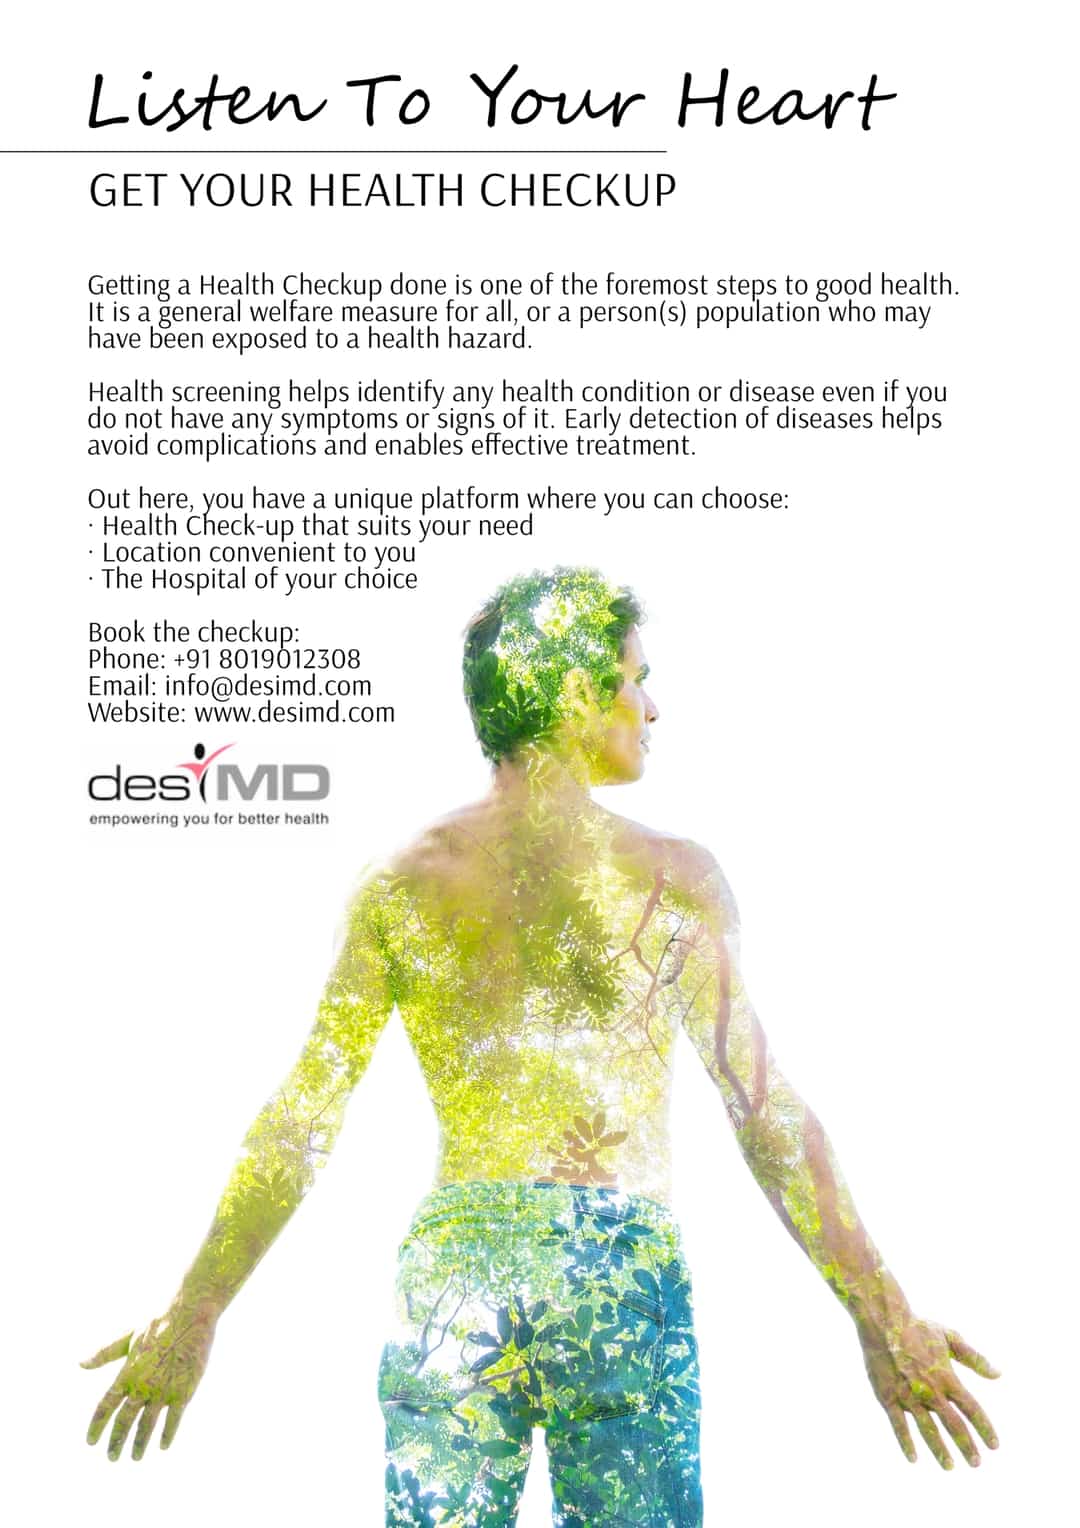 Listen To Your Heart
GET YOUR HEALTH CHECKUP
Getting a Health Checkup done is one of the foremost steps to good health.
It is a general welfare measure for all, or a person(s) population who may
have been exposed to a health hazard.
Health screening helps identify any health condition or disease even if you
do not have any symptoms or signs of it. Early detection of diseases helps
avoid complications and enables effective treatment.
Out here, you have a unique platform where you can choose:
· Health Check-up that suits your need
· Location convenient to you
· The Hospital of your choice
Book the checkup:
Phone: +91 8019012308
Email: info@desimd.com
Website: www.desimd.com
desiMD
empowering you for better health